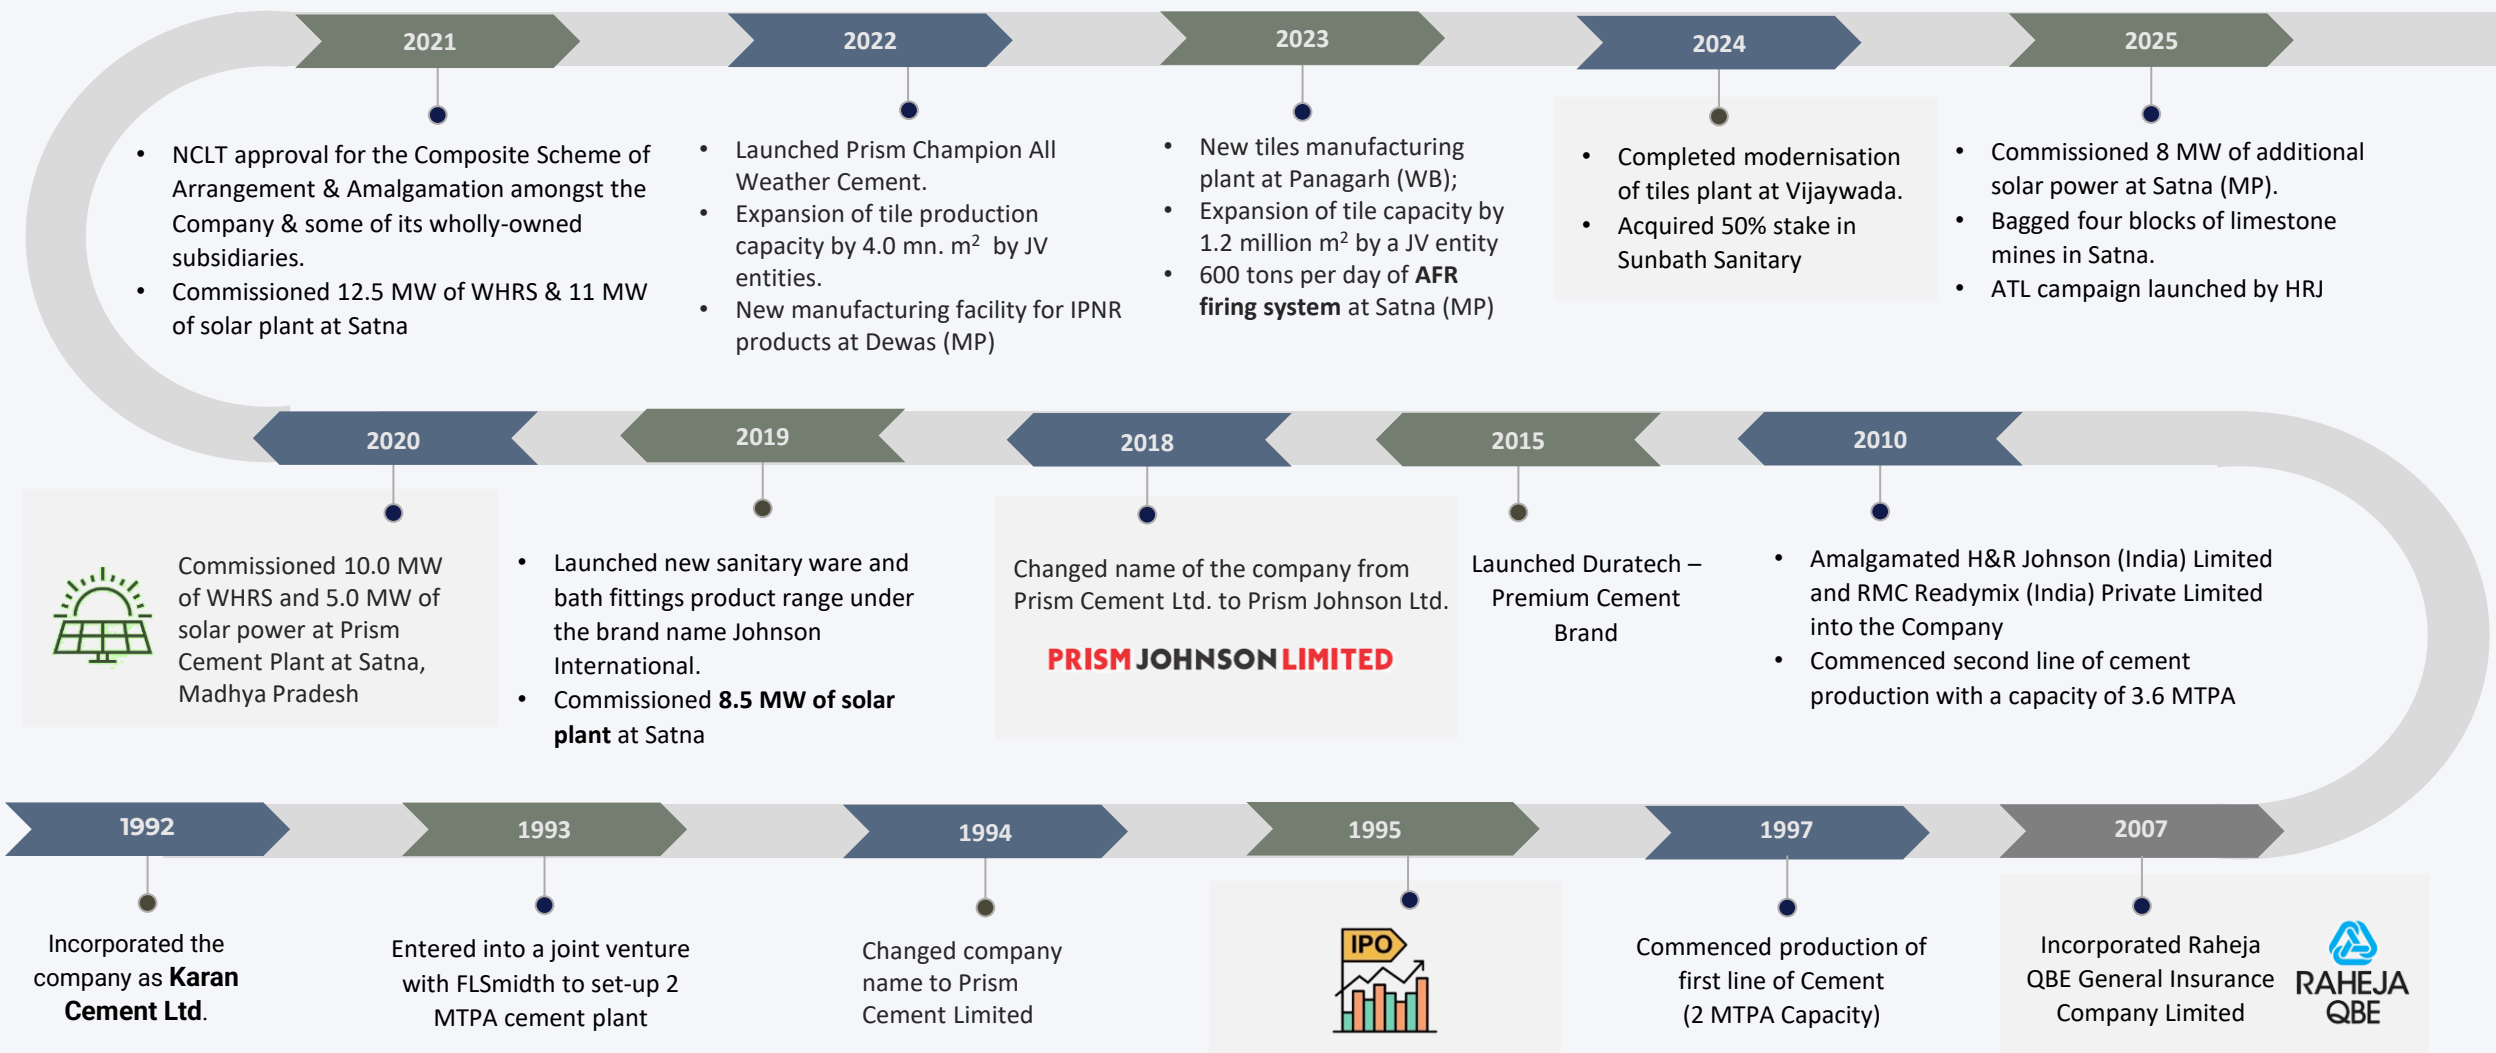 2021
2022
2023
2024
2025
• NCLT approval for the Composite Scheme of
Arrangement & Amalgamation amongst the
Company & some of its wholly-owned
subsidiaries.
• Commissioned 12.5 MW of WHRS & 11 MW
of solar plant at Satna
• Launched Prism Champion All
Weather Cement.
• Expansion of tile production
capacity by 4.0 mn. m² by JV
entities.
• New manufacturing facility for IPNR
products at Dewas (MP)
• New tiles manufacturing
plant at Panagarh (WB);
• Expansion of tile capacity by
1.2 million m² by a JV entity
• 600 tons per day of AFR
firing system at Satna (MP)
• Completed modernisation
of tiles plant at Vijaywada.
• Acquired 50% stake in
Sunbath Sanitary
• Commissioned 8 MW of additional
solar power at Satna (MP).
• Bagged four blocks of limestone
mines in Satna.
• ATL campaign launched by HRJ
2020
2019
2018
2015
2010
Commissioned 10.0 MW
of WHRS and 5.0 MW of
solar power at Prism
Cement Plant at Satna,
Madhya Pradesh
• Launched new sanitary ware and
bath fittings product range under
the brand name Johnson
International.
• Commissioned 8.5 MW of solar
plant at Satna
Changed name of the company from
Prism Cement Ltd. to Prism Johnson Ltd.
PRISM JOHNSON LIMITED
Launched Duratech –
Premium Cement
Brand
• Amalgamated H&R Johnson (India) Limited
and RMC Readymix (India) Private Limited
into the Company
• Commenced second line of cement
production with a capacity of 3.6 MTPA
1992
1993
1994
1995
1997
2007
Incorporated the
company as Karan
Cement Ltd.
Entered into a joint venture
with FLSmidth to set-up 2
MTPA cement plant
Changed company
name to Prism
Cement Limited
IPO
Commenced production of
first line of Cement
(2 MTPA Capacity)
Incorporated Raheja
QBE General Insurance
Company Limited
RAHEJA
QBE